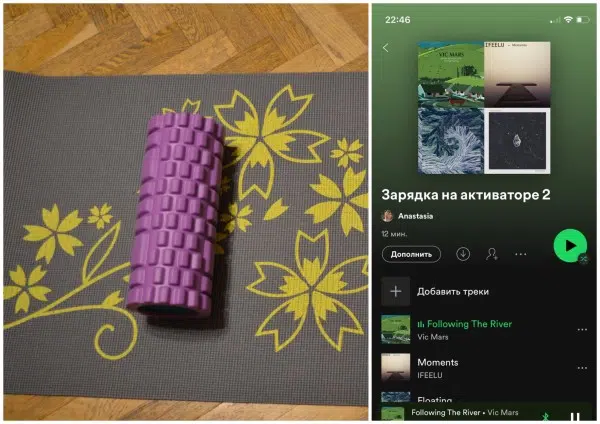 22:46
VIC MARS
IFEELU — Moments
Зарядка на активаторе 2
Anastasia
12 мин.
Дополнить
Добавить треки
Following The River
Vic Mars
Moments
IFEELU
Floating
Following The River • Vic Mars